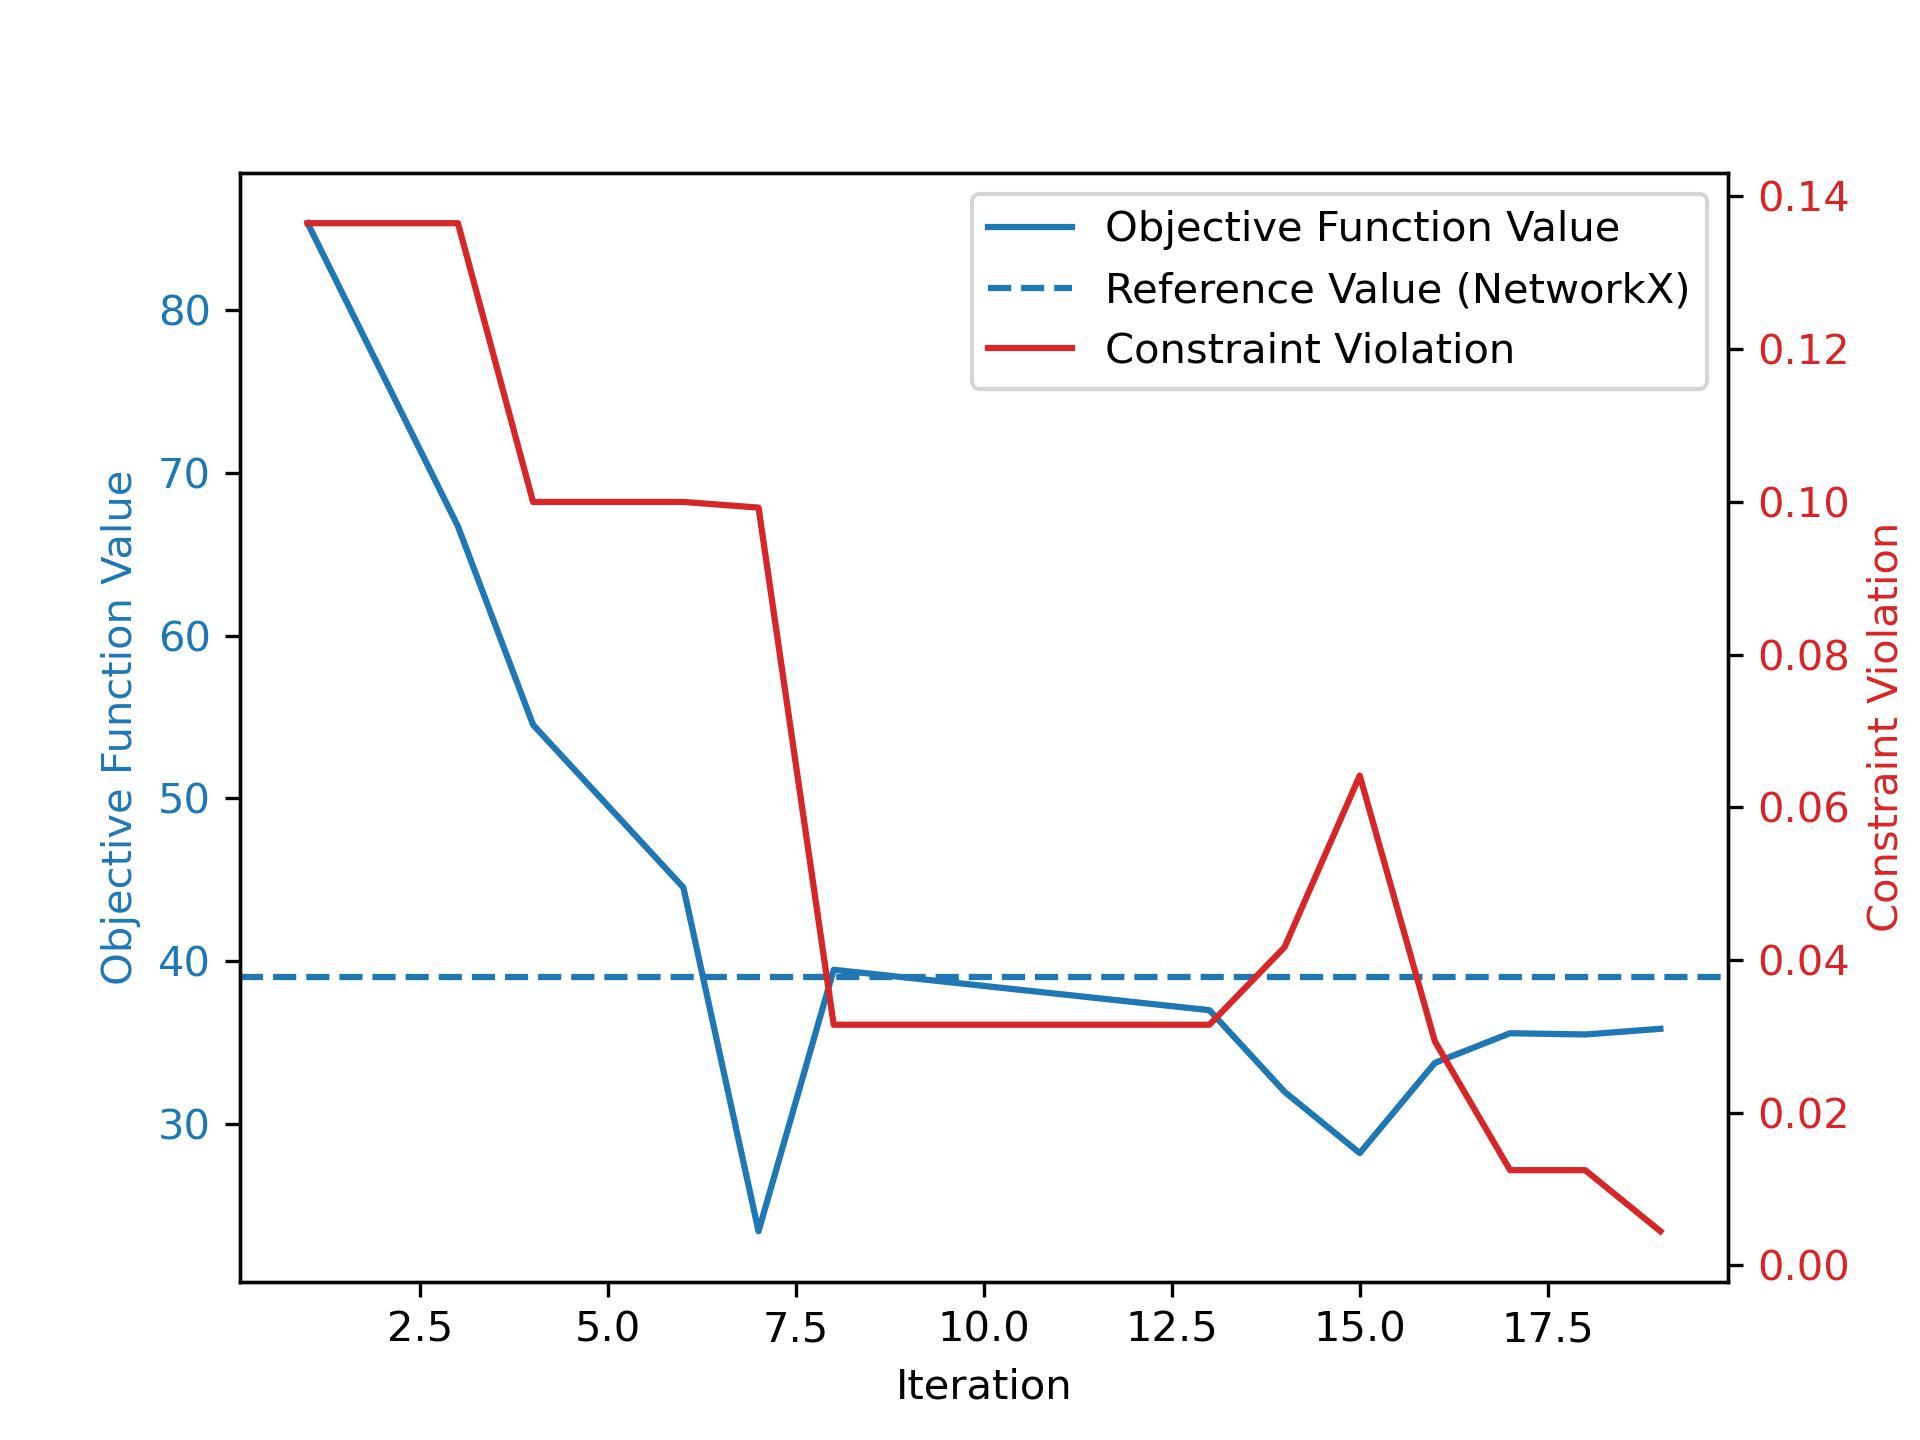 Objective Function Value
Reference Value (NetworkX)
Constraint Violation
80
70
60
50
40
30
Objective Function Value
0.14
0.12
0.10
0.08
0.06
0.04
0.02
0.00
Constraint Violation
2.5 5.0 7.5 10.0 12.5 15.0 17.5
Iteration